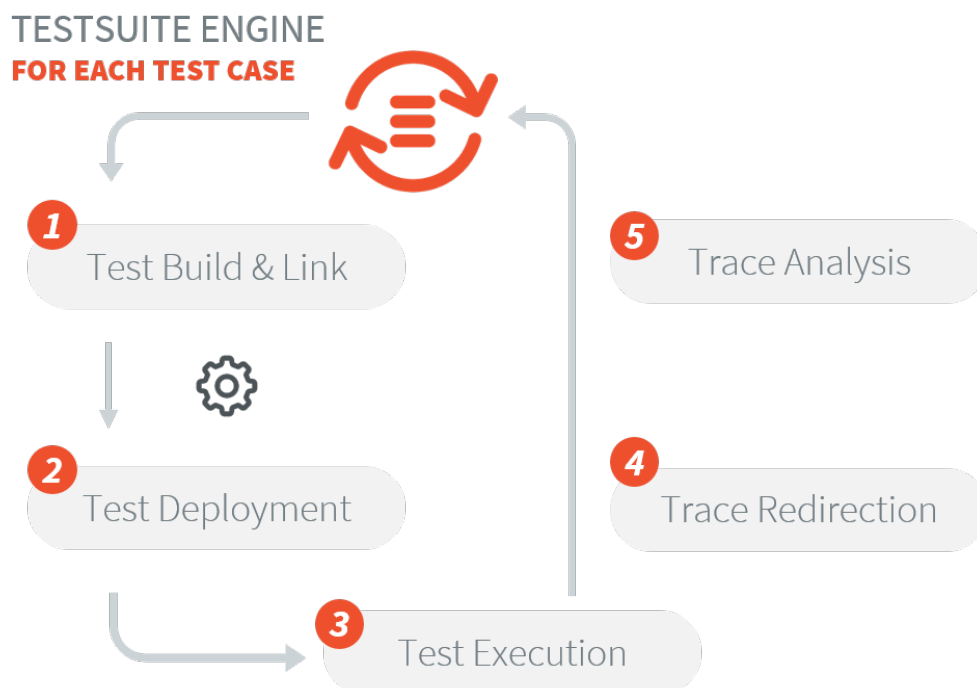 TESTSUITE ENGINE
FOR EACH TEST CASE
1
Test Build & Link
2
Test Deployment
3
Test Execution
4
Trace Redirection
5
Trace Analysis